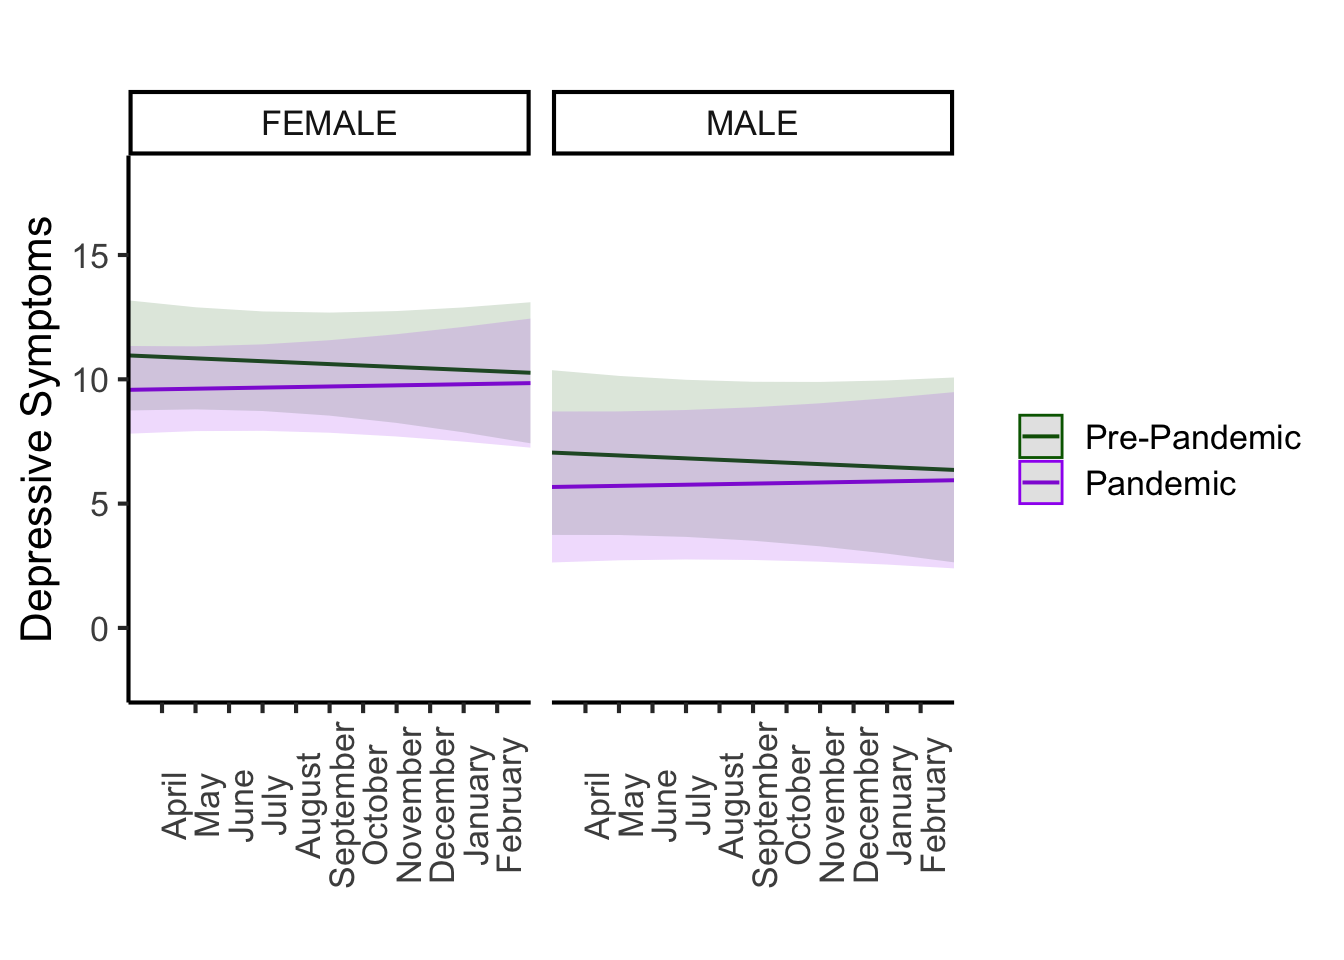 FEMALE
MALE
Depressive Symptoms
15
10
5
0
April
May
June
July
August
September
October
November
December
January
February
April
May
June
July
August
September
October
November
December
January
February
Pre-Pandemic
Pandemic